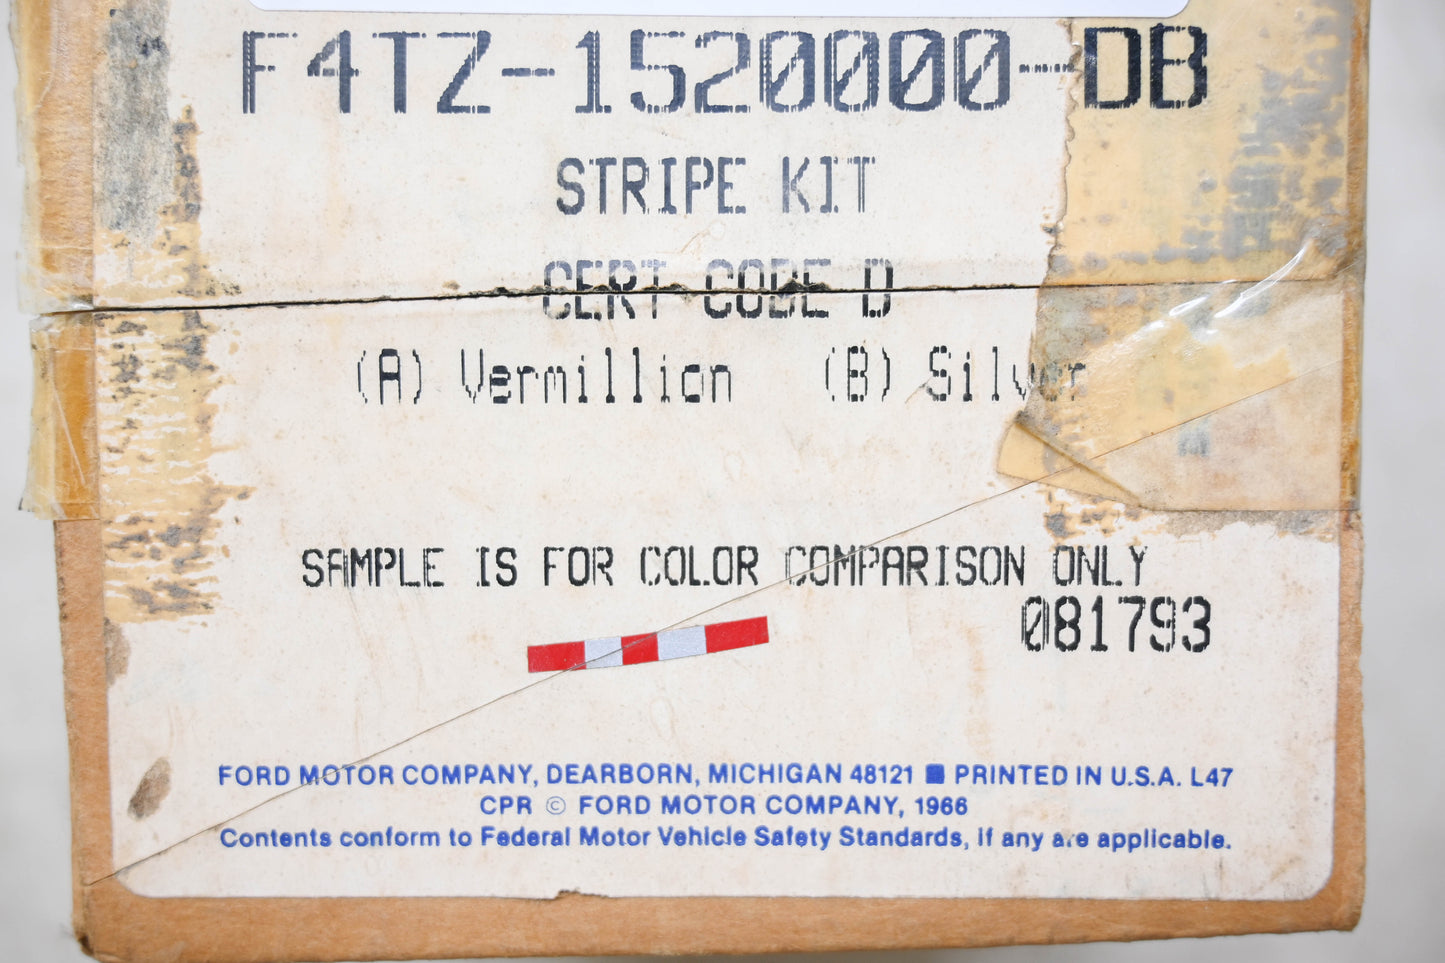 F4TZ-1520000-DB
STRIPE KIT
CERT CODE D
(A) Vermillion (B) Silver
SAMPLE IS FOR COLOR COMPARISON ONLY
081793
FORD MOTOR COMPANY, DEARBORN, MICHIGAN 48121 ■ PRINTED IN U.S.A. L47
CPR © FORD MOTOR COMPANY, 1966
Contents conform to Federal Motor Vehicle Safety Standards, if any are applicable.